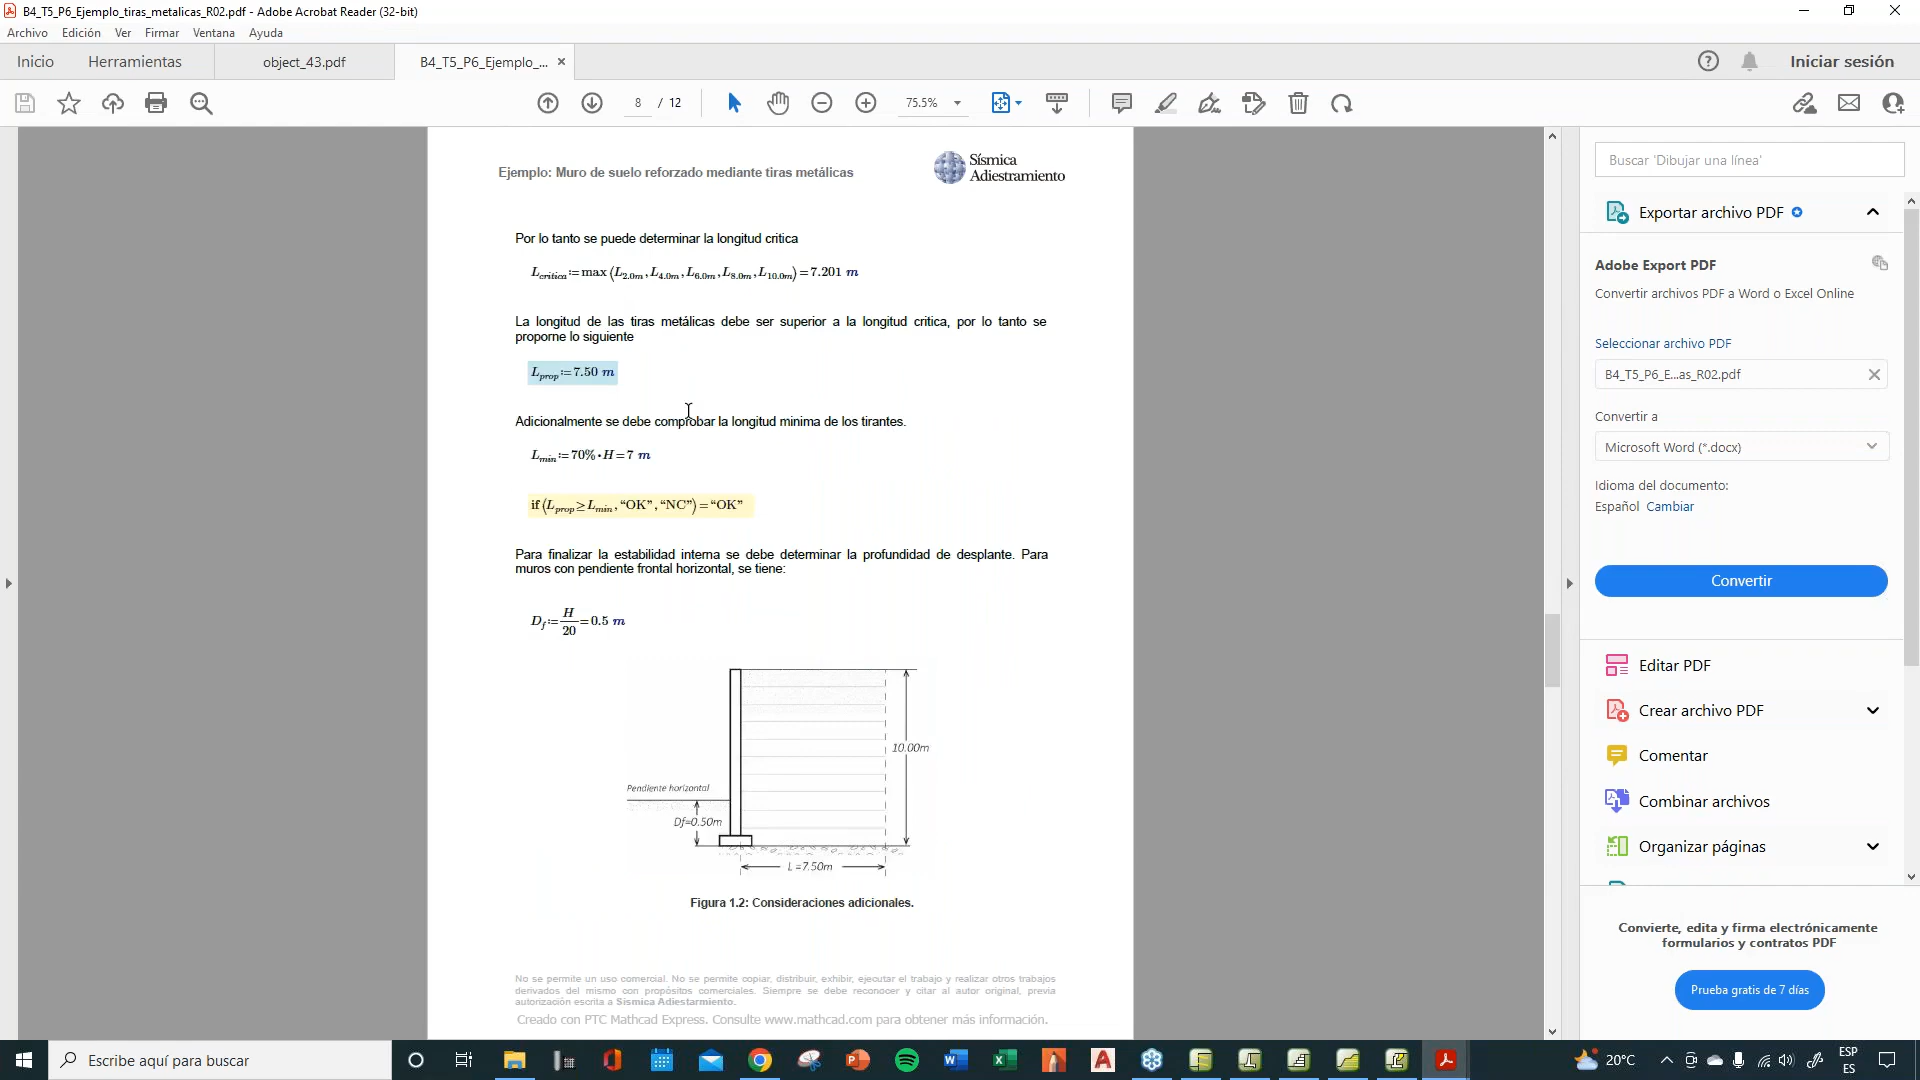 B4_T5_P6_Ejemplo_tiras_metalicas_R02.pdf - Adobe Acrobat Reader (32-bit)
Archivo Edición Ver Firmar Ventana Ayuda
Inicio Herramientas object_43.pdf B4_T5_P6_Ejemplo_... × Iniciar sesión
8 / 12 75.5%
Ejemplo: Muro de suelo reforzado mediante tiras metálicas
Sísmica
Adiestramiento
Por lo tanto se puede determinar la longitud critica
L_critica := max (L_2.0m, L_4.0m, L_6.0m, L_8.0m, L_10.0m) = 7.201 m
La longitud de las tiras metálicas debe ser superior a la longitud critica, por lo tanto se
proporne lo siguiente
L_prop := 7.50 m
Adicionalmente se debe comprobar la longitud minima de los tirantes.
L_min := 70% • H = 7 m
if (L_prop ≥ L_min, “OK”, “NC”) = “OK”
Para finalizar la estabilidad interna se debe determinar la profundidad de desplante. Para
muros con pendiente frontal horizontal, se tiene:
D_f := H/20 = 0.5 m
10.00m
Pendiente horizontal
Df=0.50m
L =7.50m
Figura 1.2: Consideraciones adicionales.
No se permite un uso comercial. No se permite copiar, distribuir, exhibir, ejecutar el trabajo y realizar otros trabajos
derivados del mismo con propósitos comerciales. Siempre se debe reconocer y citar al autor original, previa
autorización escrita a Sismica Adiestarmiento.
Creado con PTC Mathcad Express. Consulte www.mathcad.com para obtener más información.
Buscar 'Dibujar una línea'
Exportar archivo PDF
Adobe Export PDF
Convertir archivos PDF a Word o Excel Online
Seleccionar archivo PDF
B4_T5_P6_E...as_R02.pdf
Convertir a
Microsoft Word (*.docx)
Idioma del documento:
Español Cambiar
Convertir
Editar PDF
Crear archivo PDF
Comentar
Combinar archivos
Organizar páginas
Convierte, edita y firma electrónicamente
formularios y contratos PDF
Prueba gratis de 7 días
Escribe aquí para buscar
20°C
ESP
ES